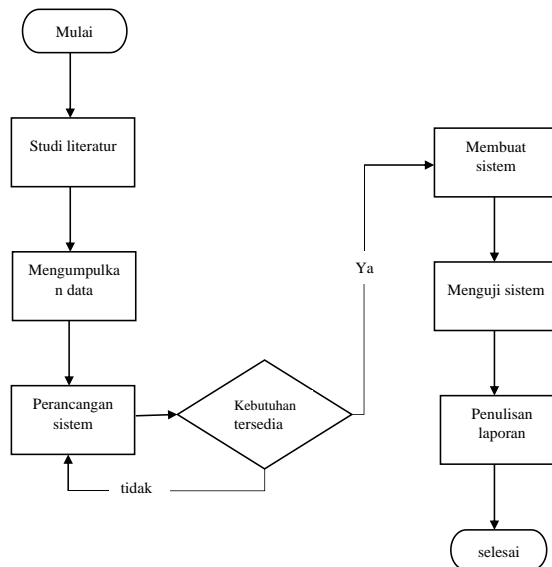 Mulai
Studi literatur
Mengumpulka
n data
Perancangan
sistem
Kebutuhan
tersedia
tidak
Ya
Membuat
sistem
Menguji sistem
Penulisan
laporan
selesai